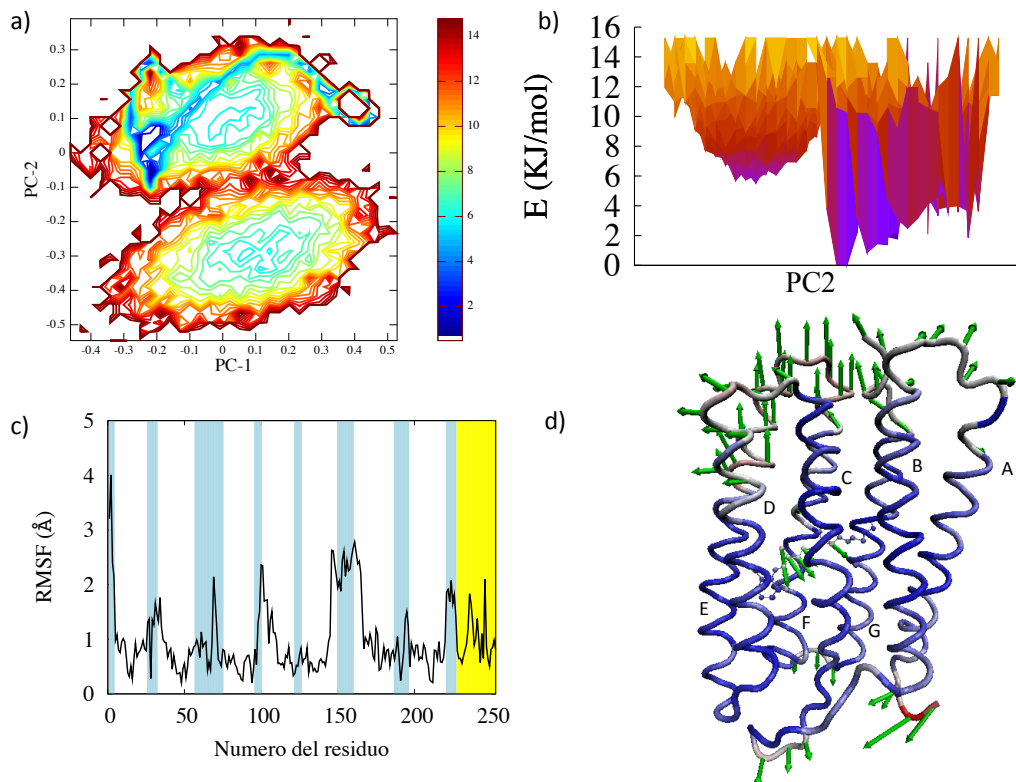 a)
0.3
0.2
0.1
0
-0.1
-0.2
-0.3
-0.4
-0.5
PC-2
-0.4 -0.3 -0.2 -0.1 0 0.1 0.2 0.3 0.4 0.5
PC-1
14
12
10
8
6
4
2
b)
16
14
12
10
8
6
4
2
0
E (KJ/mol)
PC2
c)
5
4
3
2
1
0
RMSF (Å)
0 50 100 150 200 250
Numero del residuo
d)
A
B
C
D
E
F
G